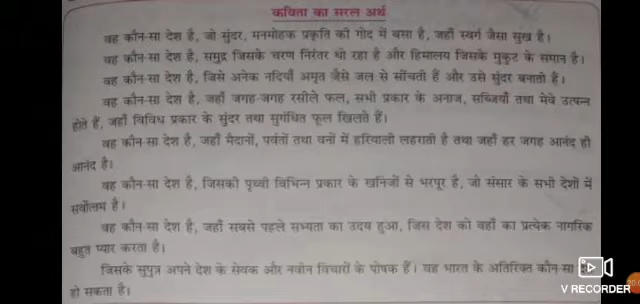 कविता का सरल अर्थ
वह कौन-सा देश है, जो सुंदर, मनमोहक प्रकृति की गोद में बसा है, जहाँ स्वर्ग जैसा सुख है।
वह कौन-सा देश है, समुद्र जिसके चरण निरंतर धो रहा है और हिमालय जिसके मुकुट के समान है।
वह कौन-सा देश है, जिसे अनेक नदियाँ अमृत जैसे जल से सींचती हैं और उसे सुंदर बनाती हैं।
वह कौन-सा देश है, जहाँ जगह-जगह रसीले फल, सभी प्रकार के अनाज, सब्जियाँ तथा मेवे उत्पन्न
होते हैं, जहाँ विविध प्रकार के सुंदर तथा सुगंधित फूल खिलते हैं।
वह कौन-सा देश है, जहाँ मैदानों, पर्वतों तथा वनों में हरियाली लहराती है तथा जहाँ हर जगह आनंद ही
आनंद है।
वह कौन-सा देश है, जिसकी पृथ्वी विभिन्न प्रकार के खनिजों से भरपूर है, जो संसार के सभी देशों में
सर्वोत्तम है।
वह कौन-सा देश है, जहाँ सबसे पहले सभ्यता का उदय हुआ, जिस देश को वहाँ का प्रत्येक नागरिक
बहुत प्यार करता है।
जिसके सुपुत्र अपने देश के सेवक और नवीन विचारों के पोषक हैं। वह भारत के अतिरिक्त कौन-सा
हो सकता है।
V RECORDER